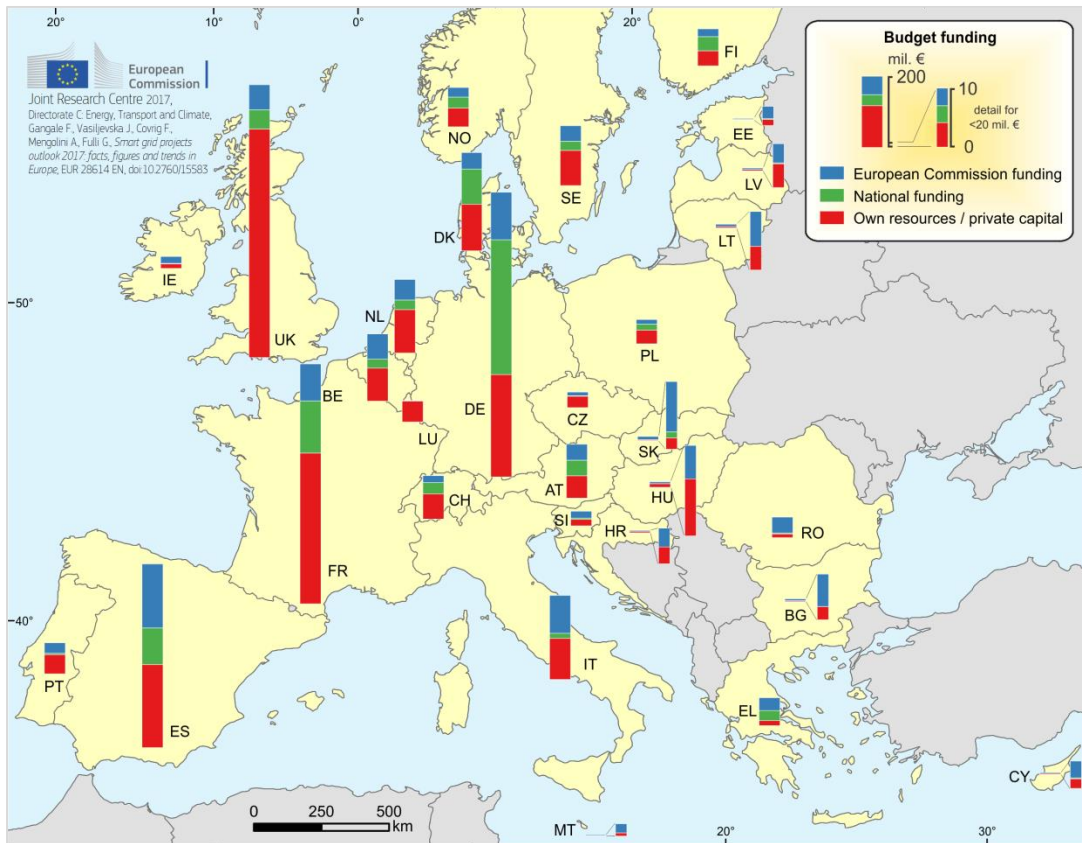 20°
10°
0°
20°
European
Commission
Joint Research Centre 2017,
Directorate C: Energy, Transport and Climate,
Gangale F., Vasiljevska J., Covrig F.,
Mengolini A., Fulli G., Smart grid projects
outlook 2017: facts, figures and trends in
Europe, EUR 28614 EN, doi:10.2760/15583
Budget funding
mil. €
200
0
10
0
detail for
<20 mil. €
European Commission funding
National funding
Own resources / private capital
FI
NO
SE
EE
LV
LT
DK
IE
50°
UK
NL
BE
LU
DE
PL
CZ
SK
AT
HU
CH
SI
HR
RO
FR
BG
40°
PT
ES
IT
EL
CY
MT
0
250
500
km
20°
30°